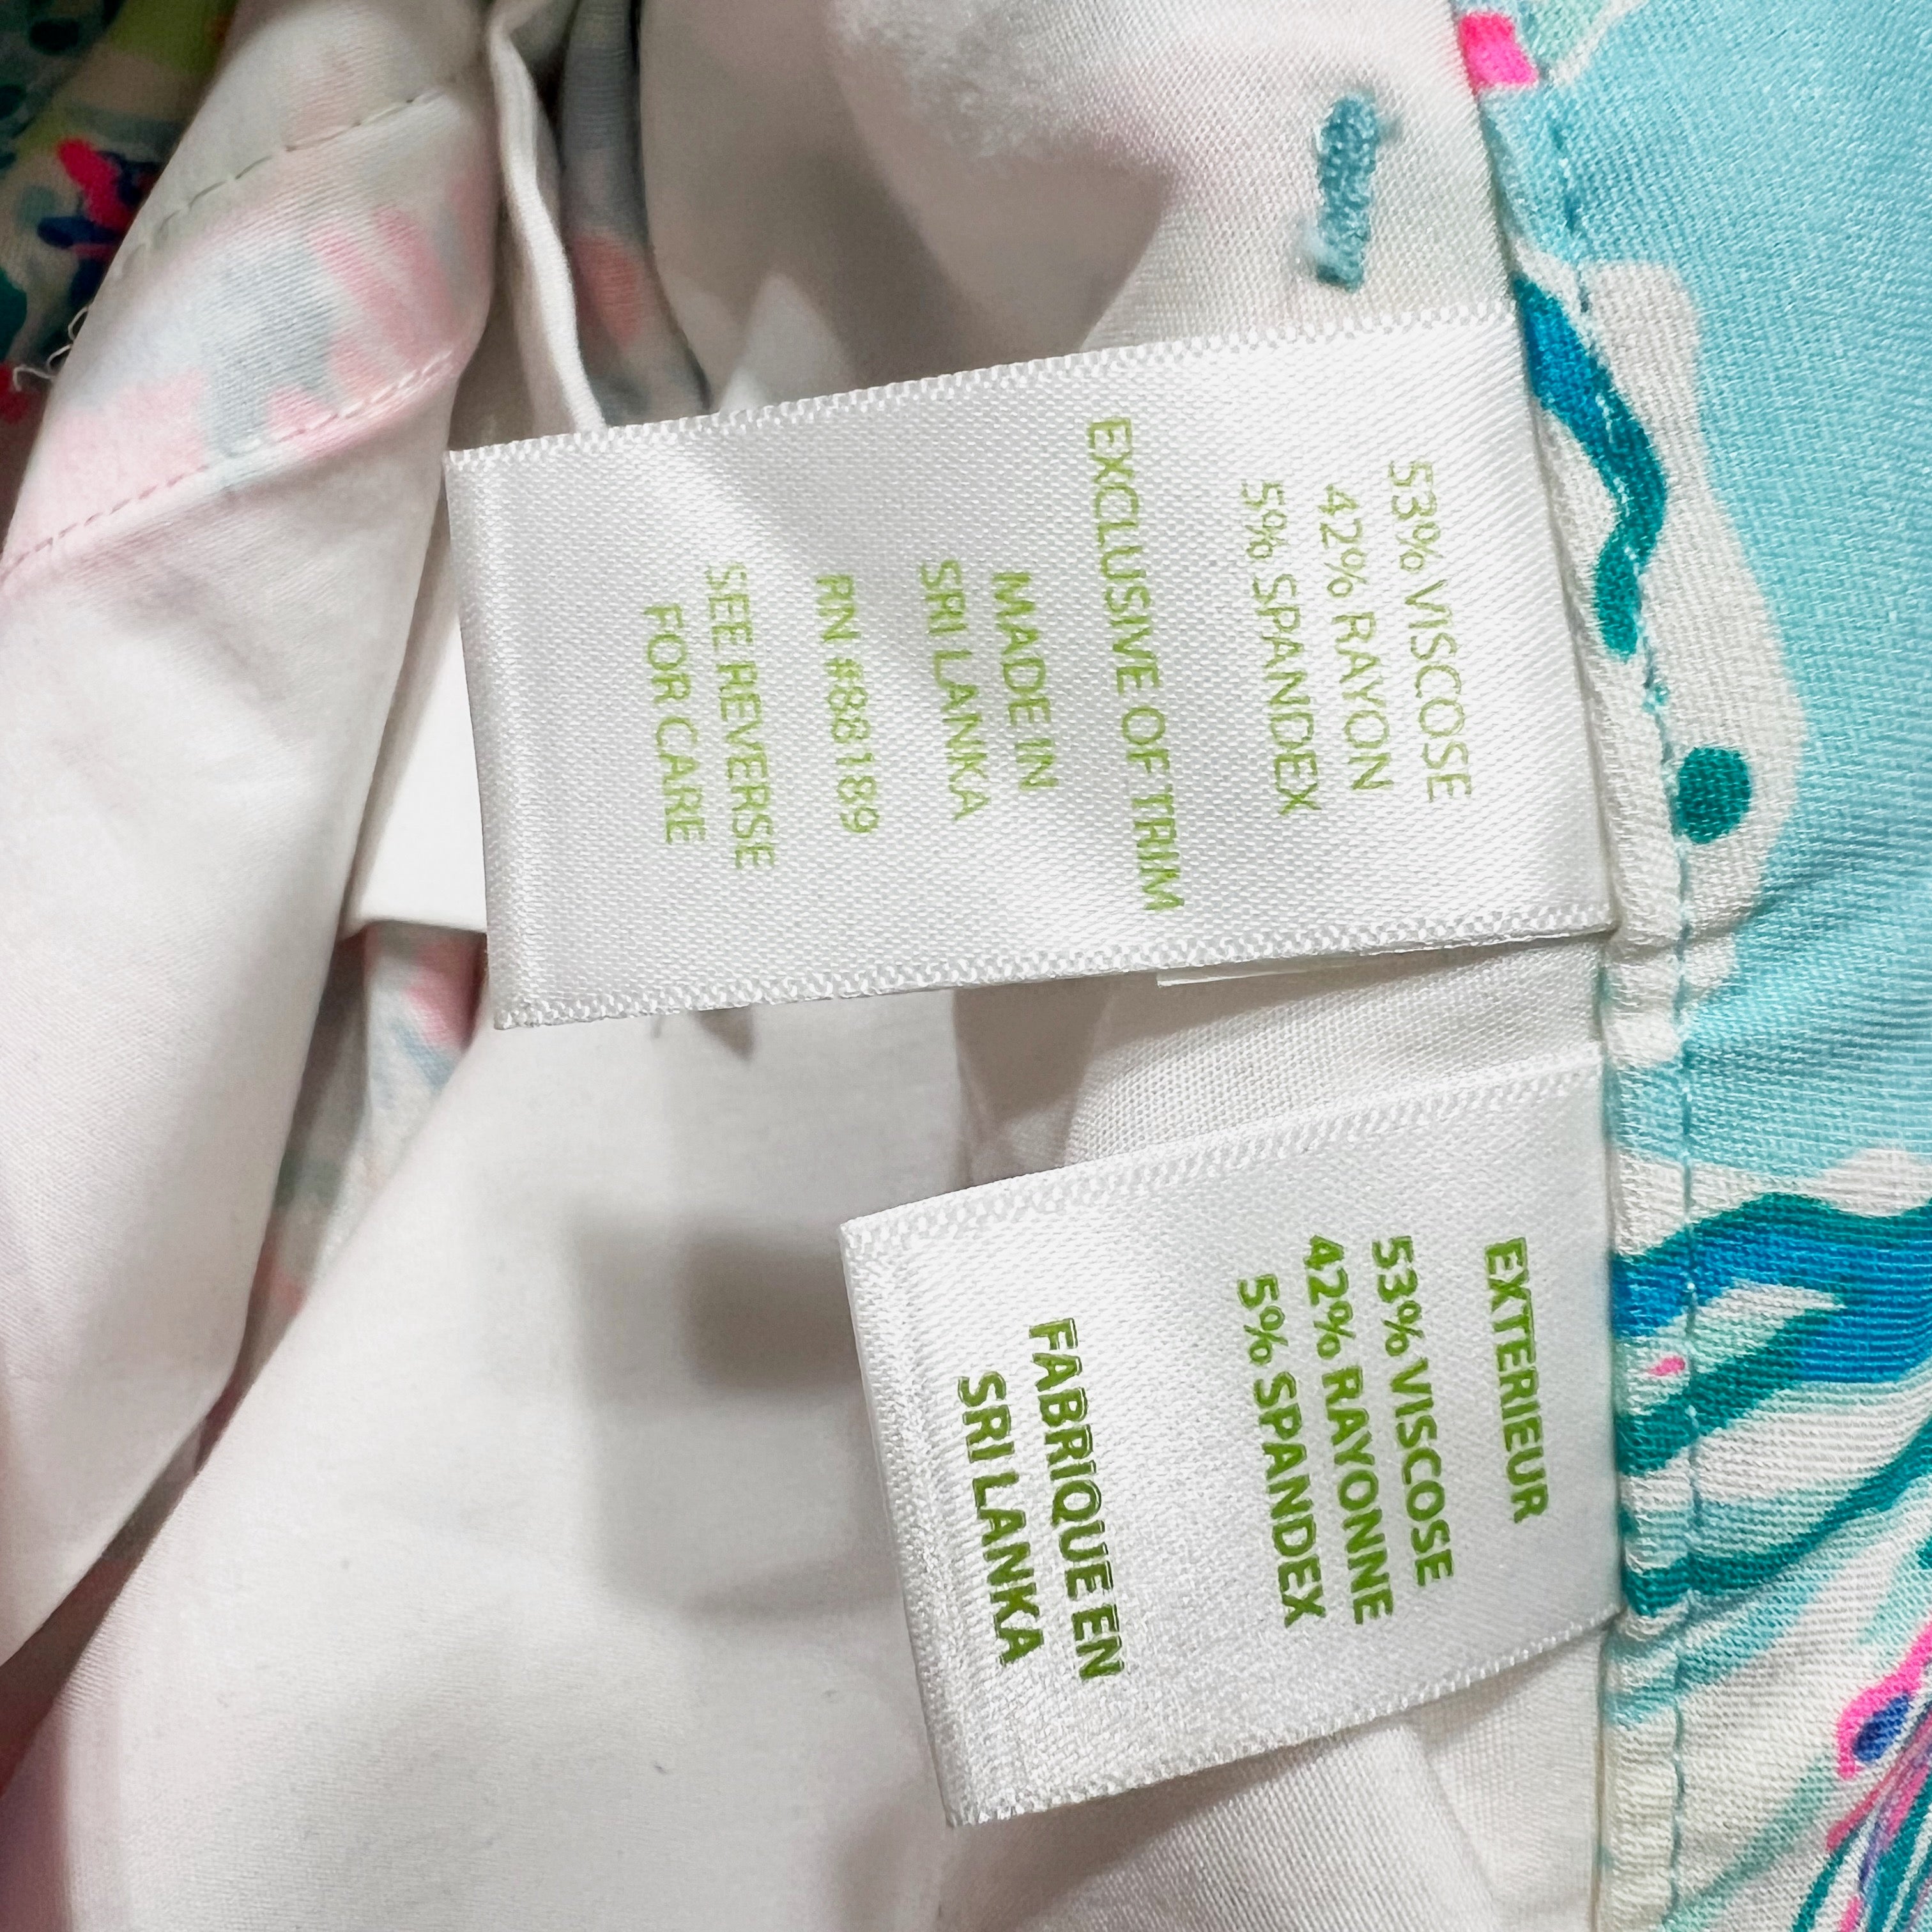 53% VISCOSE
42% RAYON
5% SPANDEX
EXCLUSIVE OF TRIM
MADE IN
SRI LANKA
RN #88189
SEE REVERSE
FOR CARE
EXTERIEUR
53% VISCOSE
42% RAYONNE
5% SPANDEX
FABRIQUE EN
SRI LANKA